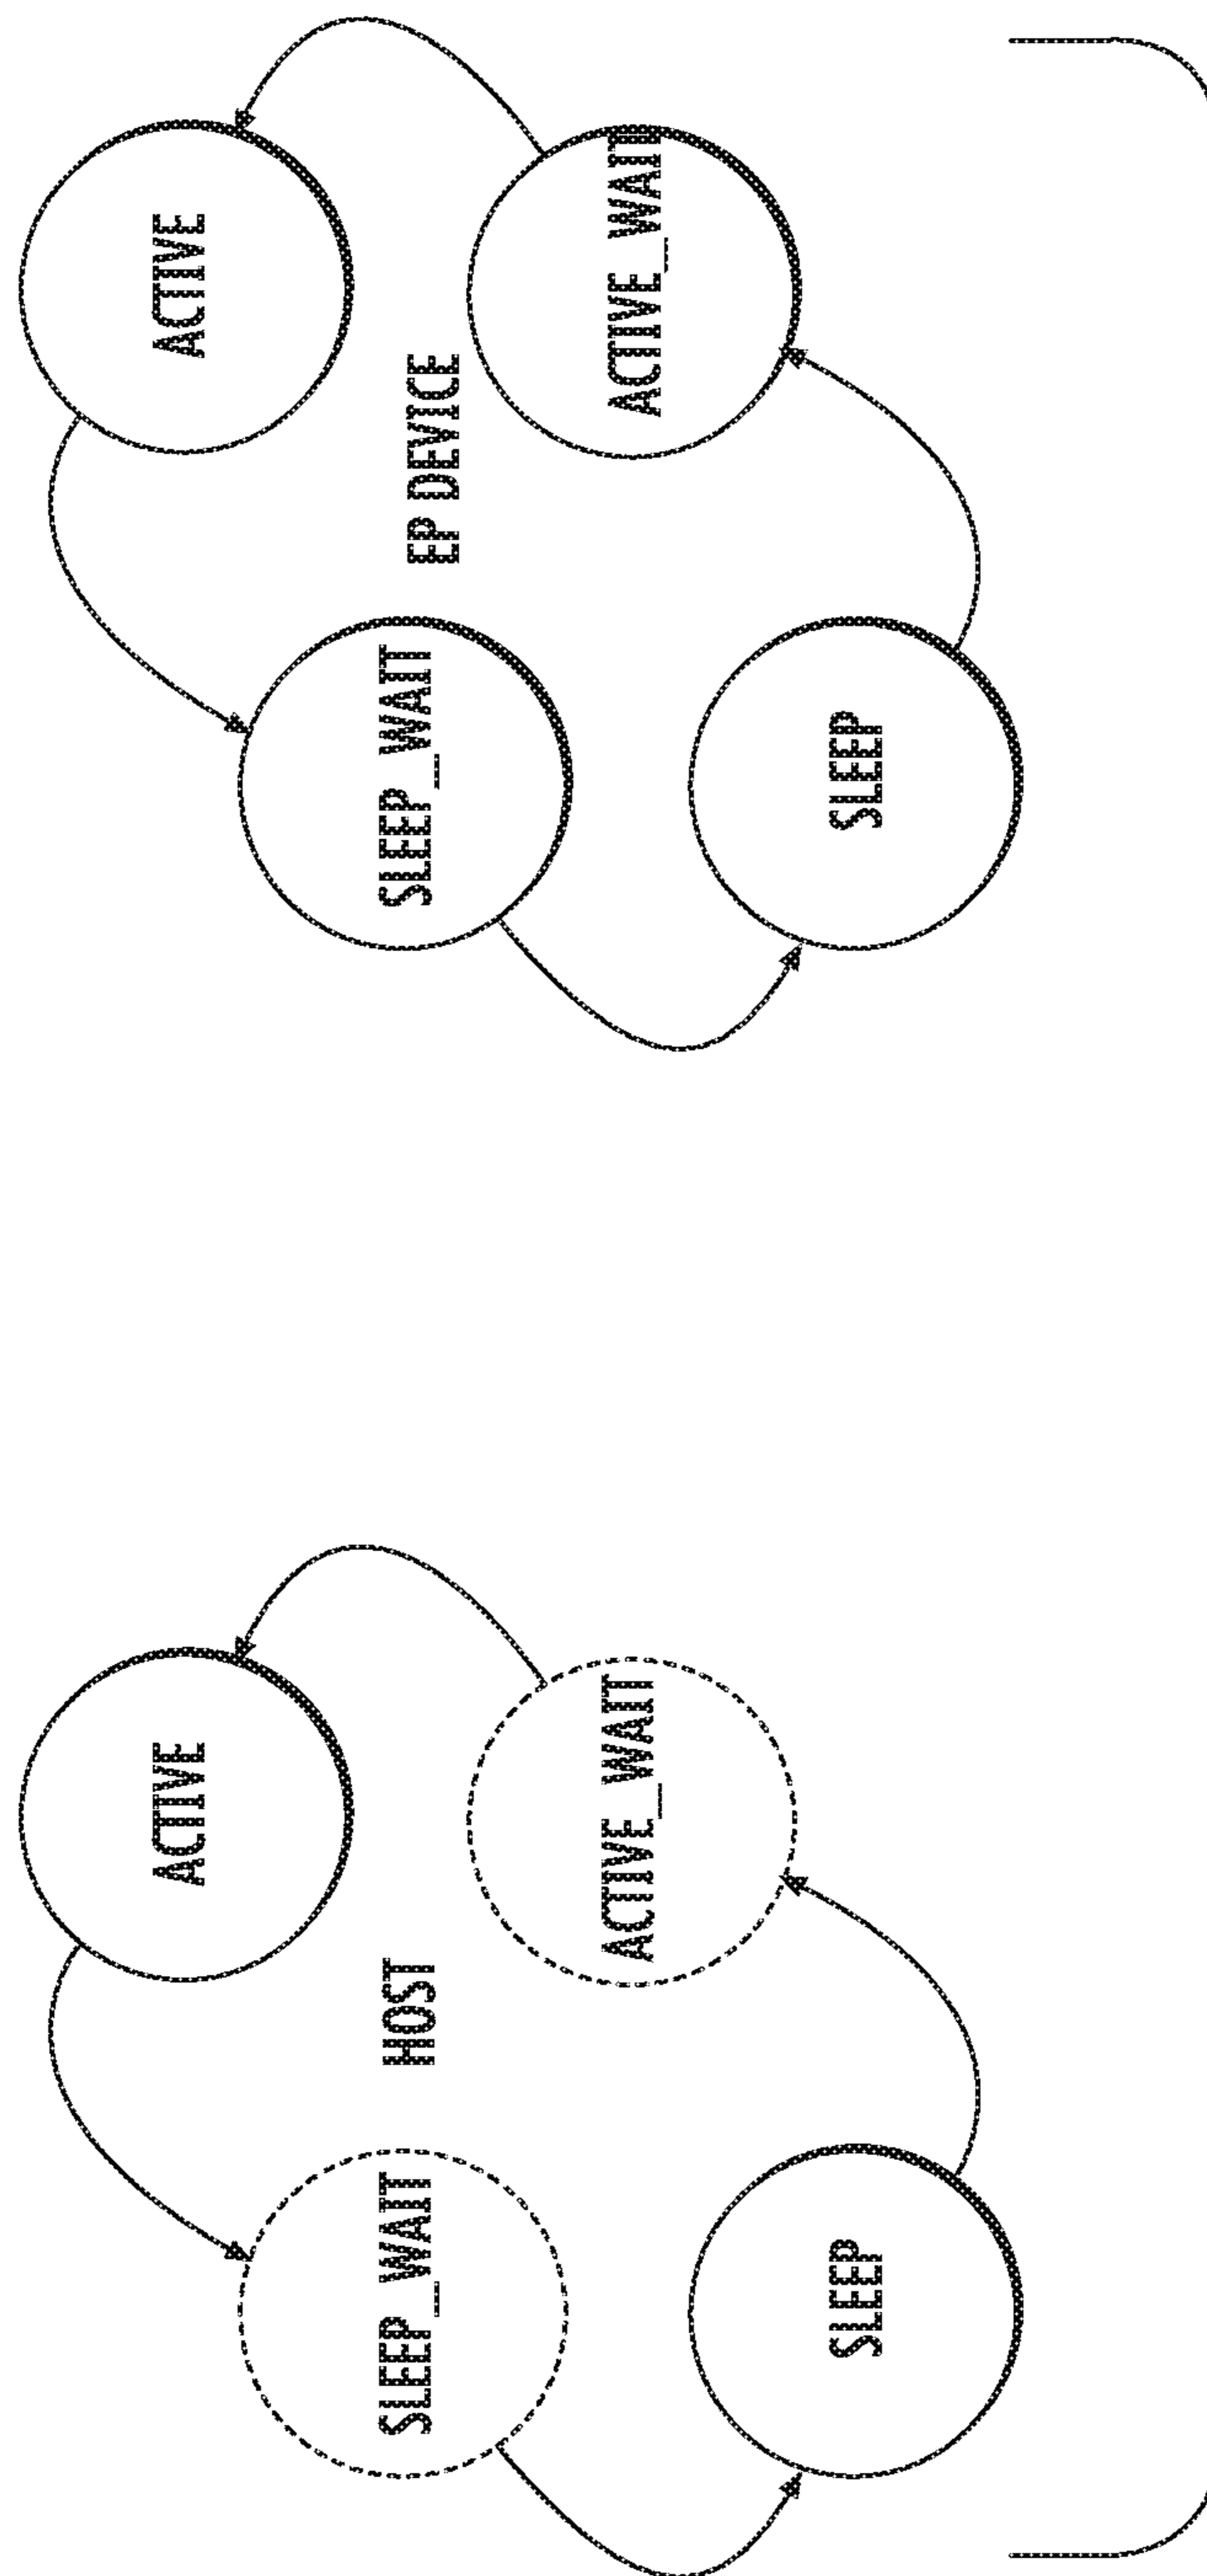 ACTIVE
SLEEP_WAIT
HOST
ACTIVE_WAIT
SLEEP
ACTIVE
SLEEP_WAIT
EP DEVICE
ACTIVE_WAIT
SLEEP